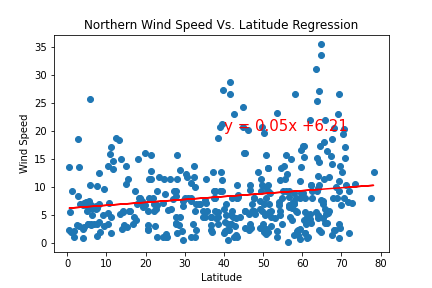 Northern Wind Speed Vs. Latitude Regression
35
30
25
20
15
10
5
0
Wind Speed
y = 0.05x +6.21
0 10 20 30 40 50 60 70 80
Latitude